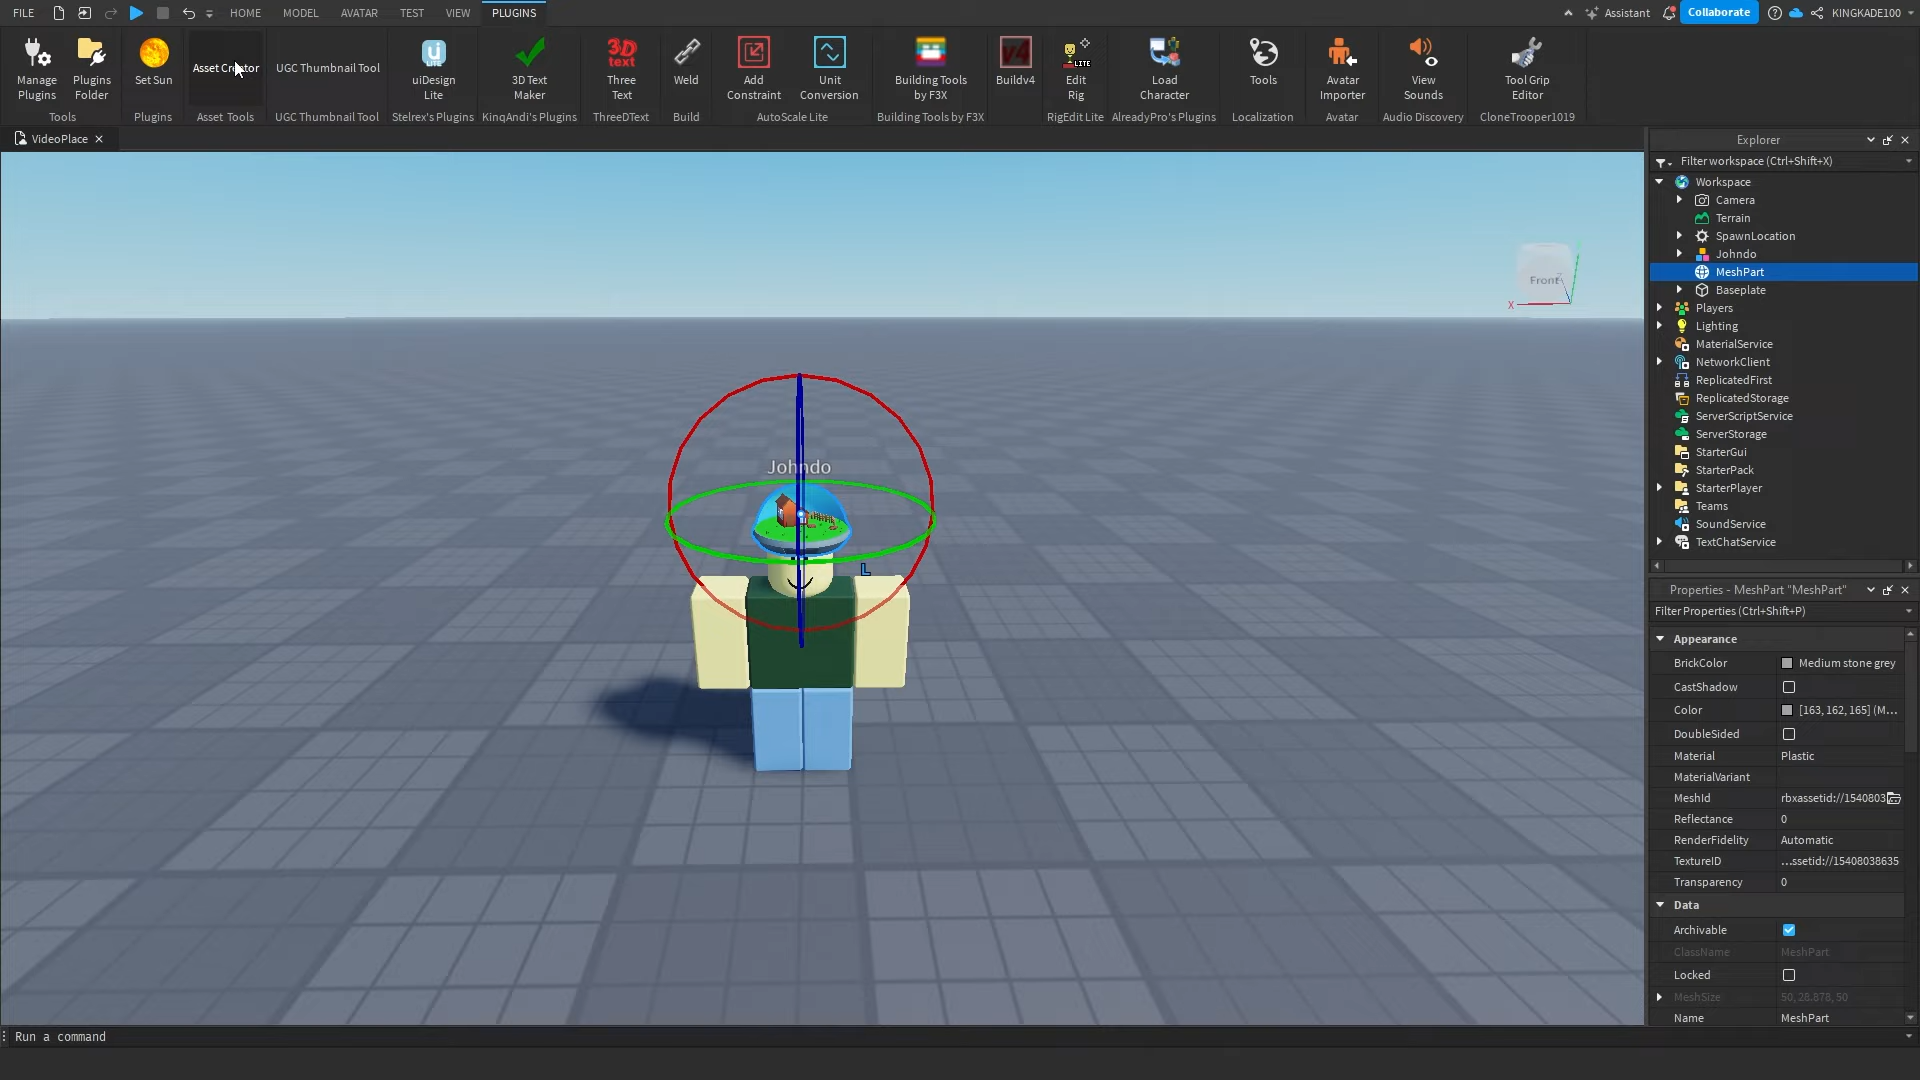 FILE
HOME
MODEL
AVATAR
TEST
VIEW
PLUGINS
Assistant
Collaborate
KINGKADE100
Manage
Plugins
Plugins
Folder
Tools
Set Sun
Plugins
Asset Creator
Asset Tools
UGC Thumbnail Tool
UGC Thumbnail Tool
ui
uiDesign
Lite
Stelrex's Plugins
3D Text
Maker
KinqAndi's Plugins
3D
text
Three
Text
ThreeDText
Weld
Build
Add
Constraint
Unit
Conversion
AutoScale Lite
Building Tools
by F3X
Building Tools by F3X
v4
Buildv4
LITE
Edit
Rig
RigEdit Lite
Load
Character
AlreadyPro's Plugins
Tools
Localization
Avatar
Importer
Avatar
View
Sounds
Audio Discovery
Tool Grip
Editor
CloneTrooper1019
VideoPlace
Johndo
L
Front
X
Explorer
Filter workspace (Ctrl+Shift+X)
Workspace
Camera
Terrain
SpawnLocation
Johndo
MeshPart
Baseplate
Players
Lighting
MaterialService
NetworkClient
ReplicatedFirst
ReplicatedStorage
ServerScriptService
ServerStorage
StarterGui
StarterPack
StarterPlayer
Teams
SoundService
TextChatService
Properties - MeshPart "MeshPart"
Filter Properties (Ctrl+Shift+P)
Appearance
BrickColor Medium stone grey
CastShadow
Color [163, 162, 165] (M...
DoubleSided
Material Plastic
MaterialVariant
MeshId rbxassetid://1540803
Reflectance 0
RenderFidelity Automatic
TextureID ...ssetid://15408038635
Transparency 0
Data
Archivable
ClassName MeshPart
Locked
MeshSize 50, 28.878, 50
Name MeshPart
Run a command